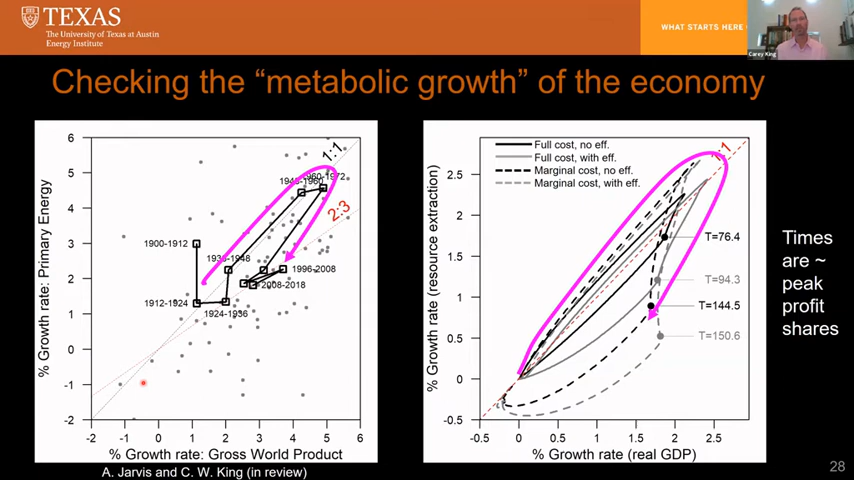 TEXAS
The University of Texas at Austin
Energy Institute
WHAT STARTS HERE
Carey King
Checking the “metabolic growth” of the economy
% Growth rate: Primary Energy
6
5
4
3
2
1
0
-1
-2
-2
-1
0
1
2
3
4
5
6
% Growth rate: Gross World Product
1:1
2:3
1960-1972
1900-1912
1996-2008
2008-2018
1912-1924
1924-1936
A. Jarvis and C. W. King (in review)
% Growth rate (resource extraction)
2.5
2
1.5
1
0.5
0
-0.5
-0.5
0
0.5
1
1.5
2
2.5
% Growth rate (real GDP)
Full cost, no eff.
Full cost, with eff.
Marginal cost, no eff.
Marginal cost, with eff.
1:1
T=76.4
T=94.3
T=144.5
T=150.6
Times
are ~
peak
profit
shares
28